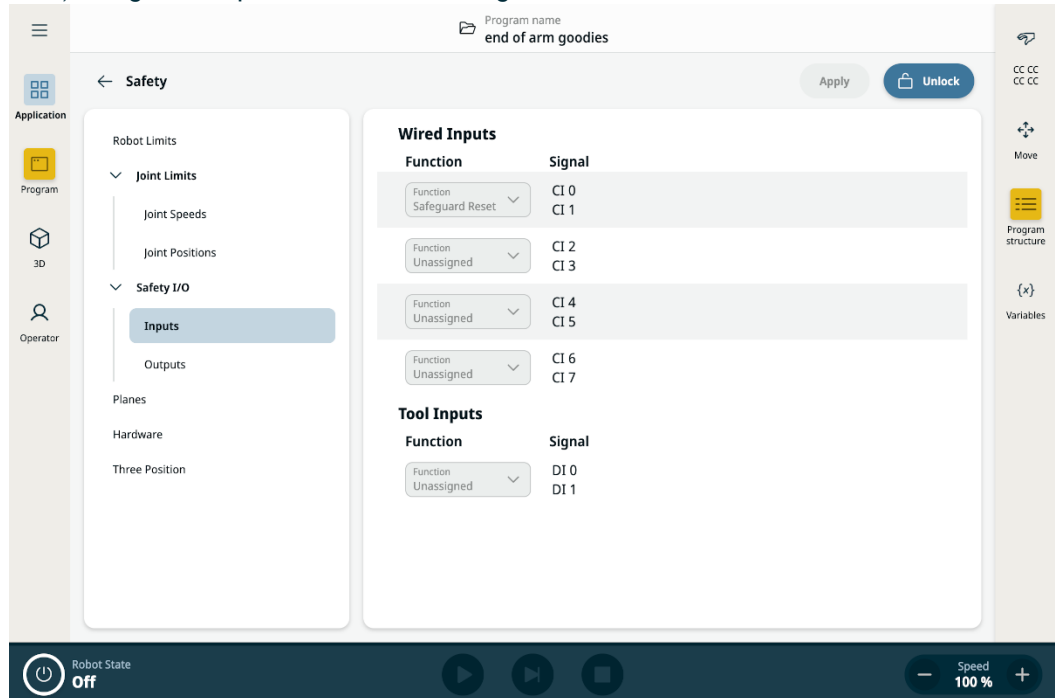 Program name
end of arm goodies
Safety
Apply
Unlock
CC CC
CC CC
Application
Robot Limits
Wired Inputs
Function
Signal
Move
Joint Limits
Function
Safeguard Reset
CI 0
CI 1
Program
Joint Speeds
Program
structure
Function
Unassigned
CI 2
CI 3
Joint Positions
3D
Safety I/O
Function
Unassigned
CI 4
CI 5
{x}
Variables
Inputs
Operator
Outputs
Function
Unassigned
CI 6
CI 7
Planes
Tool Inputs
Hardware
Function
Signal
Three Position
Function
Unassigned
DI 0
DI 1
Robot State
Off
Speed
100 %